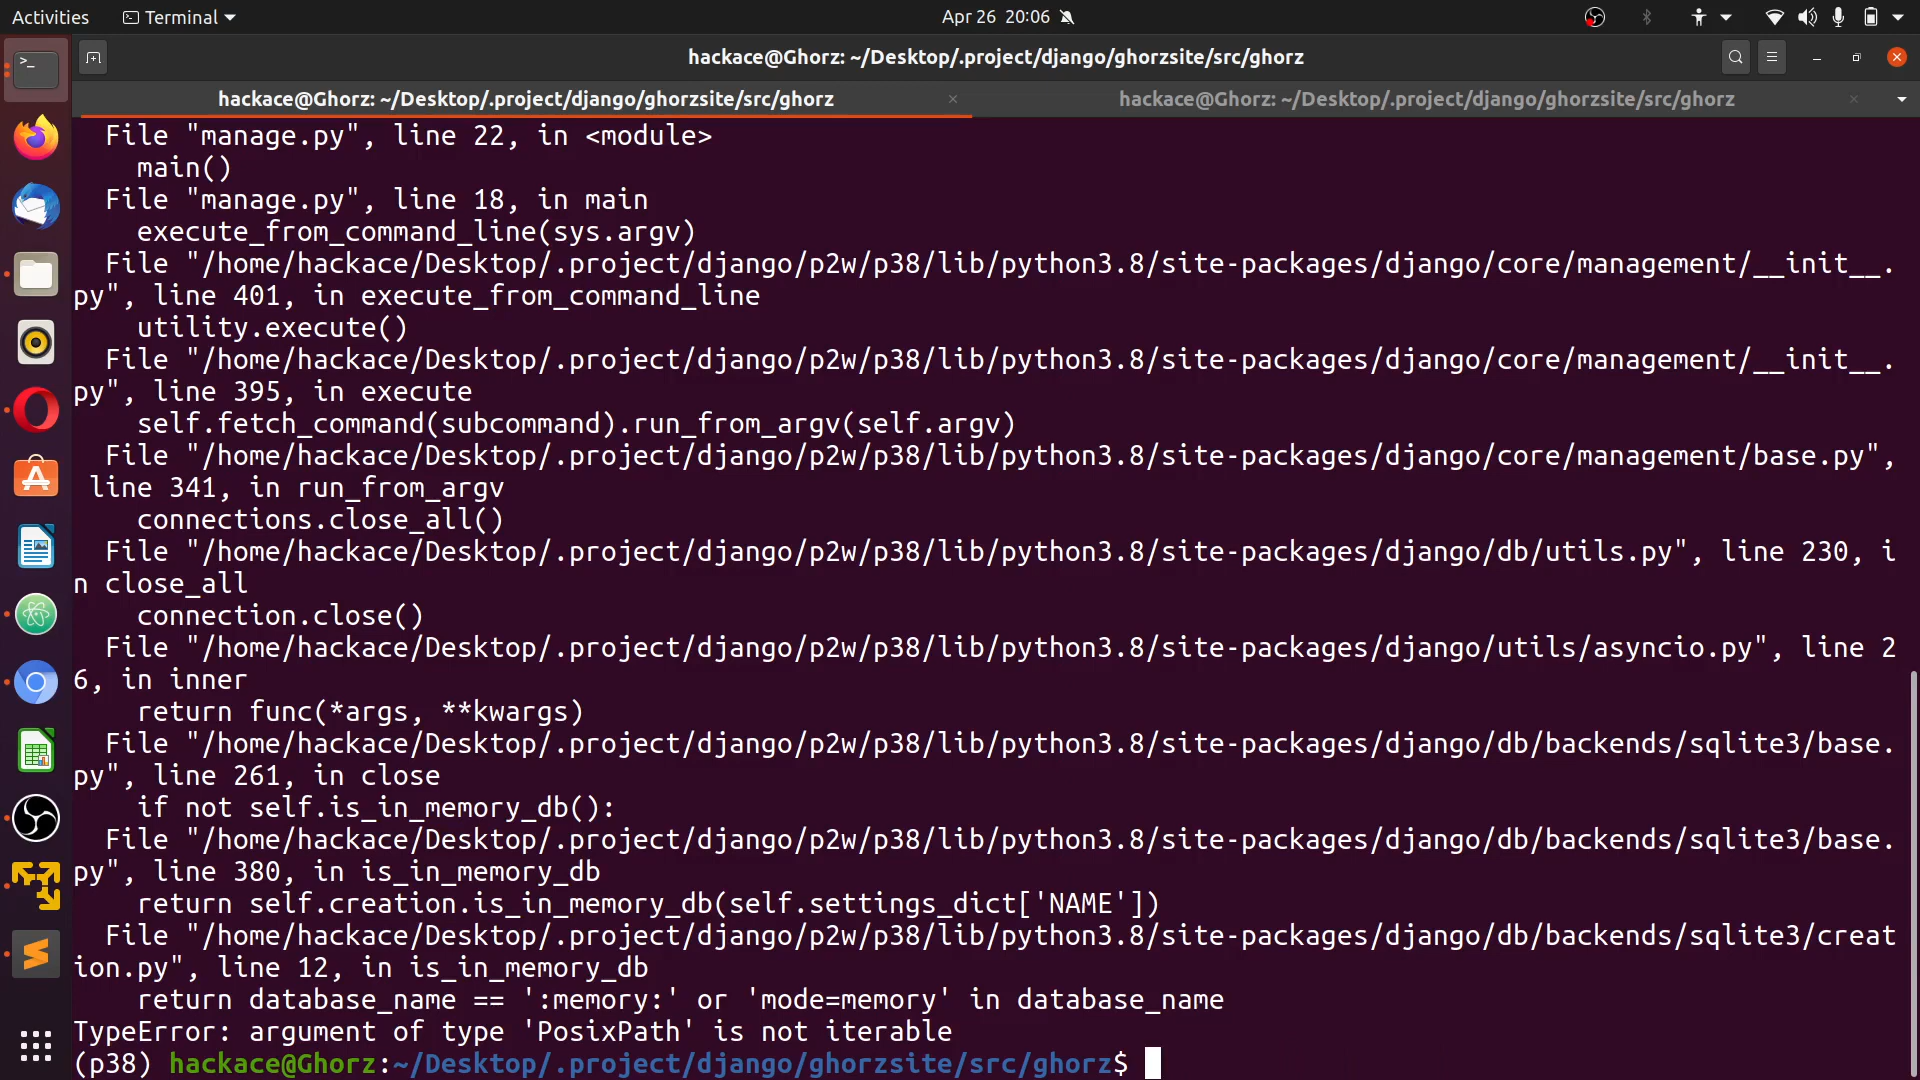 Activities
Terminal
Apr 26 20:06
hackace@Ghorz: ~/Desktop/.project/django/ghorzsite/src/ghorz
hackace@Ghorz: ~/Desktop/.project/django/ghorzsite/src/ghorz
hackace@Ghorz: ~/Desktop/.project/django/ghorzsite/src/ghorz
  File "manage.py", line 22, in <module>
    main()
  File "manage.py", line 18, in main
    execute_from_command_line(sys.argv)
  File "/home/hackace/Desktop/.project/django/p2w/p38/lib/python3.8/site-packages/django/core/management/__init__.
py", line 401, in execute_from_command_line
    utility.execute()
  File "/home/hackace/Desktop/.project/django/p2w/p38/lib/python3.8/site-packages/django/core/management/__init__.
py", line 395, in execute
    self.fetch_command(subcommand).run_from_argv(self.argv)
  File "/home/hackace/Desktop/.project/django/p2w/p38/lib/python3.8/site-packages/django/core/management/base.py",
 line 341, in run_from_argv
    connections.close_all()
  File "/home/hackace/Desktop/.project/django/p2w/p38/lib/python3.8/site-packages/django/db/utils.py", line 230, i
n close_all
    connection.close()
  File "/home/hackace/Desktop/.project/django/p2w/p38/lib/python3.8/site-packages/django/utils/asyncio.py", line 2
6, in inner
    return func(*args, **kwargs)
  File "/home/hackace/Desktop/.project/django/p2w/p38/lib/python3.8/site-packages/django/db/backends/sqlite3/base.
py", line 261, in close
    if not self.is_in_memory_db():
  File "/home/hackace/Desktop/.project/django/p2w/p38/lib/python3.8/site-packages/django/db/backends/sqlite3/base.
py", line 380, in is_in_memory_db
    return self.creation.is_in_memory_db(self.settings_dict['NAME'])
  File "/home/hackace/Desktop/.project/django/p2w/p38/lib/python3.8/site-packages/django/db/backends/sqlite3/creat
ion.py", line 12, in is_in_memory_db
    return database_name == ':memory:' or 'mode=memory' in database_name
TypeError: argument of type 'PosixPath' is not iterable
(p38) hackace@Ghorz:~/Desktop/.project/django/ghorzsite/src/ghorz$